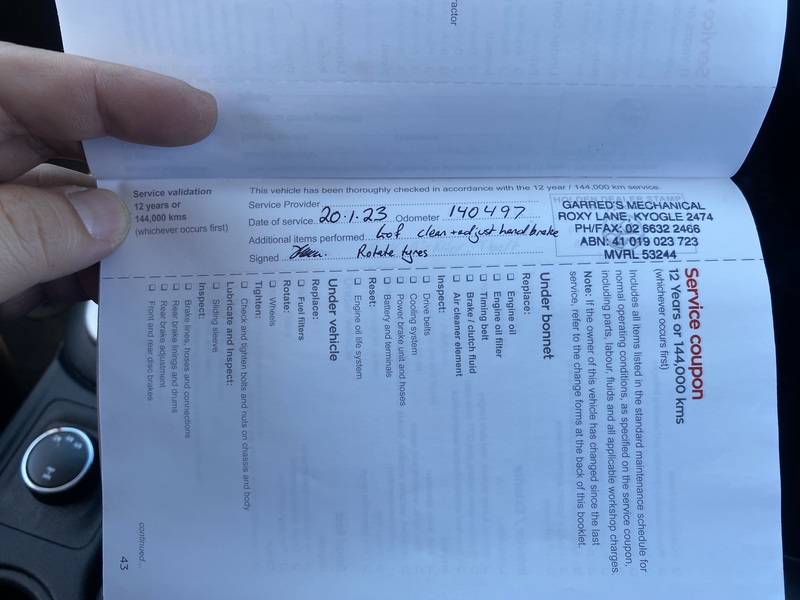 actor
Service validation
12 years or
144,000 kms
(whichever occurs first)
This vehicle has been thoroughly checked in accordance with the 12 year / 144,000 km service.
Service Provider
Date of service 20.1.23 Odometer 140497
Additional items performed Lof clean + adjust hand brake
Signed Rotate tyres
HOLDEN DEALER STAMP
GARRED'S MECHANICAL
ROXY LANE, KYOGLE 2474
PH/FAX: 02 6632 2466
ABN: 41 019 023 723
MVRL 53244
Service coupon
12 Years or 144,000 kms
(whichever occurs first)
Includes all items listed in the standard maintenance schedule for
normal operating conditions, as specified on the service coupon,
including parts, labour, fluids and all applicable workshop charges.
Note: If the owner of this vehicle has changed since the last
service, refer to the change forms at the back of this booklet.
Under bonnet
Replace:
Engine oil
Engine oil filter
Timing belt
Brake / clutch fluid
Air cleaner element
Inspect:
Drive belts
Cooling system
Power brake unit and hoses
Battery and terminals
Reset:
Engine oil life system
Under vehicle
Replace:
Fuel filters
Rotate:
Wheels
Tighten:
Check and tighten bolts and nuts on chassis and body
Lubricate and Inspect:
Sliding sleeve
Inspect:
Brake lines, hoses and connections
Rear brake linings and drums
Rear brake adjustment
Front and rear disc brakes
continued...
43